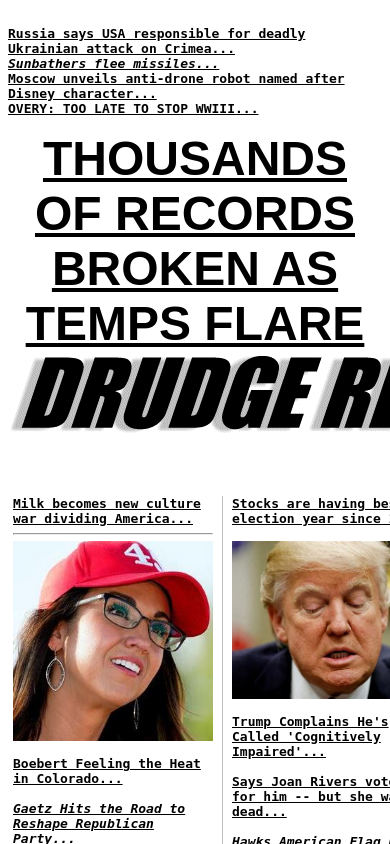 Russia says USA responsible for deadly
Ukrainian attack on Crimea...
Sunbathers flee missiles...
Moscow unveils anti-drone robot named after
Disney character...
OVERY: TOO LATE TO STOP WWIII...
THOUSANDS
OF RECORDS
BROKEN AS
TEMPS FLARE
DRUDGE
Milk becomes new culture
war dividing America...
45
Boebert Feeling the Heat
in Colorado...
Gaetz Hits the Road to
Reshape Republican
Party...
Stocks are having
election year since
Trump Complains He's
Called 'Cognitively
Impaired'...
Says Joan Rivers
for him -- but she
dead...
Hawks American Flag